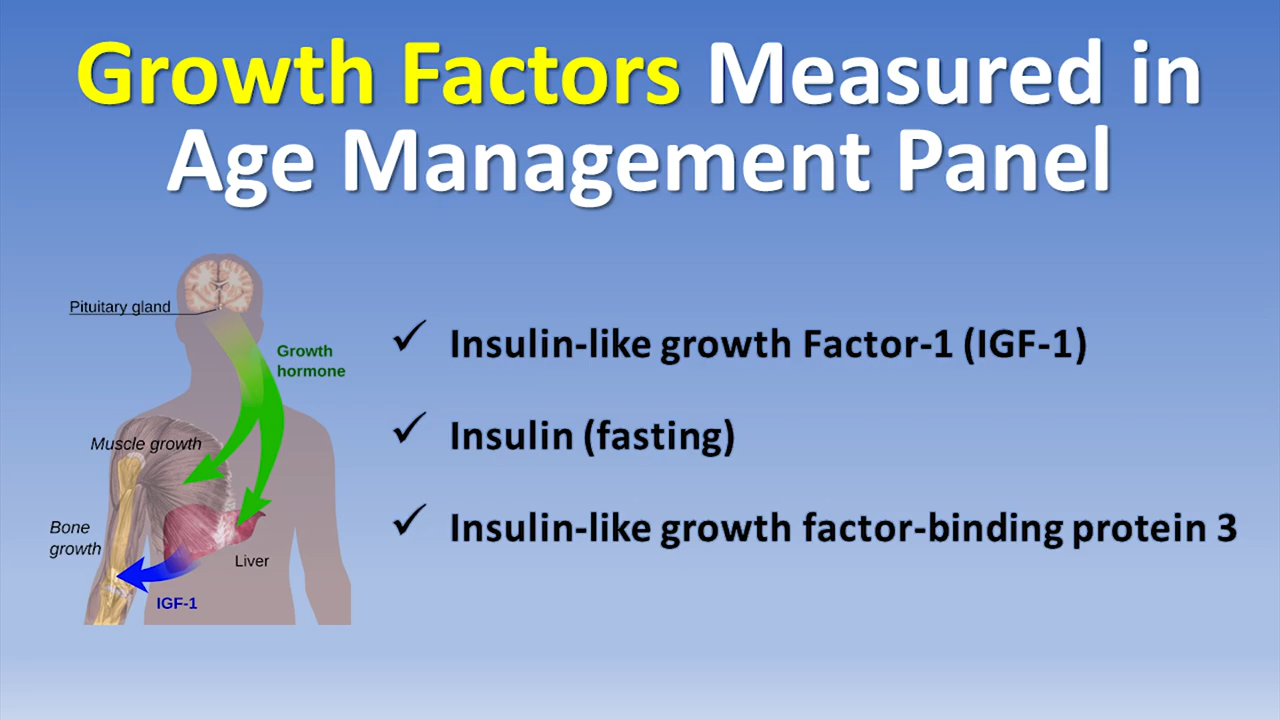 Growth Factors Measured in
Age Management Panel
Pituitary gland
Growth
hormone
Muscle growth
Bone
growth
Liver
IGF-1
✓ Insulin-like growth Factor-1 (IGF-1)
✓ Insulin (fasting)
✓ Insulin-like growth factor-binding protein 3